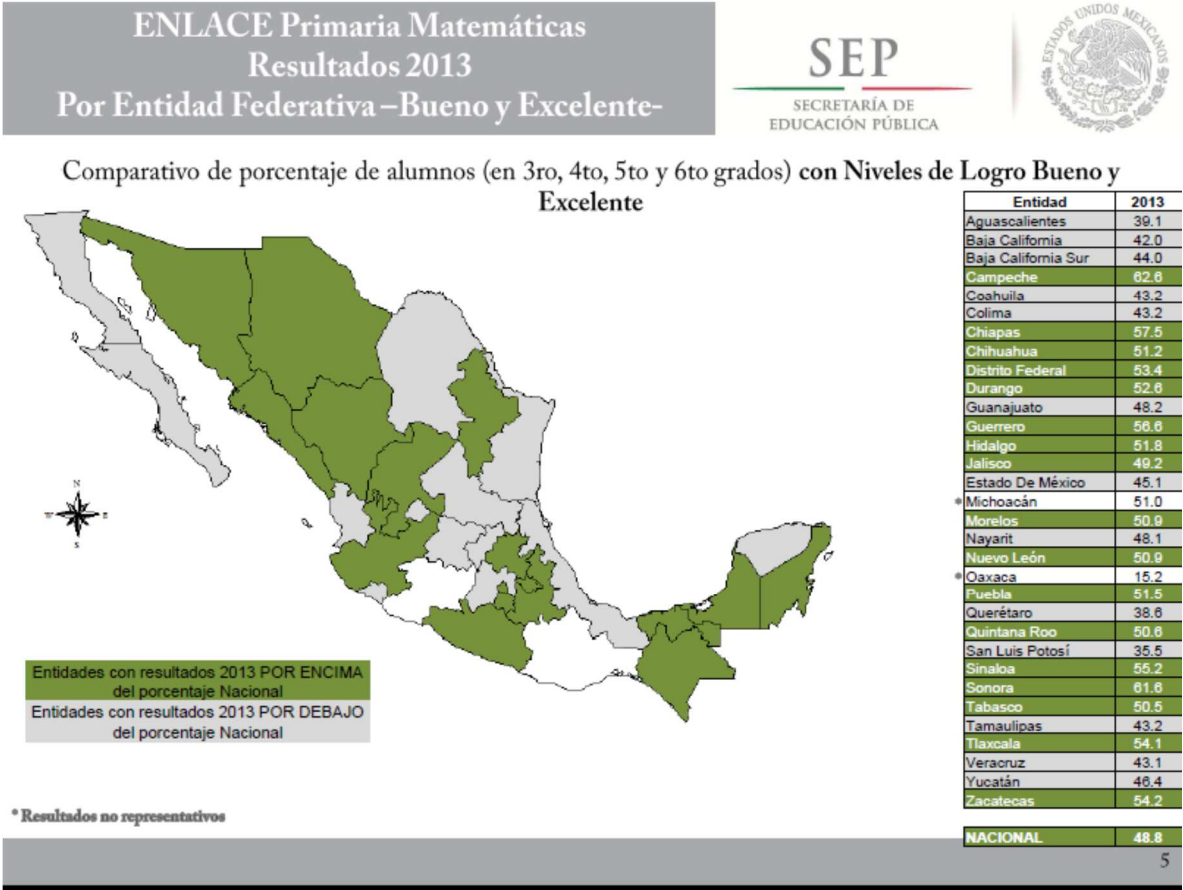 ENLACE Primaria Matemáticas
Resultados 2013
Por Entidad Federativa –Bueno y Excelente-
SEP
SECRETARÍA DE
EDUCACIÓN PÚBLICA
ESTADOS UNIDOS MEXICANOS
Comparativo de porcentaje de alumnos (en 3ro, 4to, 5to y 6to grados) con Niveles de Logro Bueno y
Excelente
Entidad 2013
Aguascalientes 39.1
Baja California 42.0
Baja California Sur 44.0
Campeche 62.6
Coahuila 43.2
Colima 43.2
Chiapas 57.5
Chihuahua 51.2
Distrito Federal 53.4
Durango 52.6
Guanajuato 48.2
Guerrero 56.6
Hidalgo 51.8
Jalisco 49.2
Estado De México 45.1
* Michoacán 51.0
Morelos 50.9
Nayarit 48.1
Nuevo León 50.9
* Oaxaca 15.2
Puebla 51.5
Querétaro 38.6
Quintana Roo 50.6
San Luis Potosí 35.5
Sinaloa 55.2
Sonora 61.6
Tabasco 50.5
Tamaulipas 43.2
Tlaxcala 54.1
Veracruz 43.1
Yucatán 46.4
Zacatecas 54.2
NACIONAL 48.8
N
W E
S
Entidades con resultados 2013 POR ENCIMA
del porcentaje Nacional
Entidades con resultados 2013 POR DEBAJO
del porcentaje Nacional
* Resultados no representativos
5